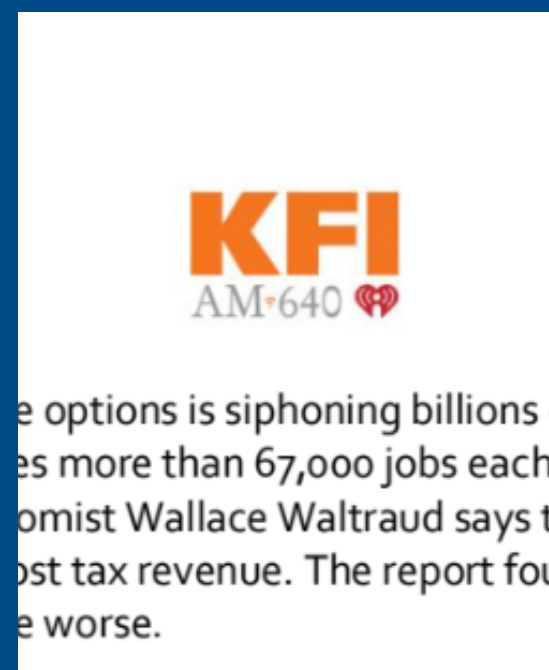 KFI
AM 640
e options is siphoning billions
es more than 67,000 jobs each
omist Wallace Waltraud says t
ost tax revenue. The report fou
e worse.